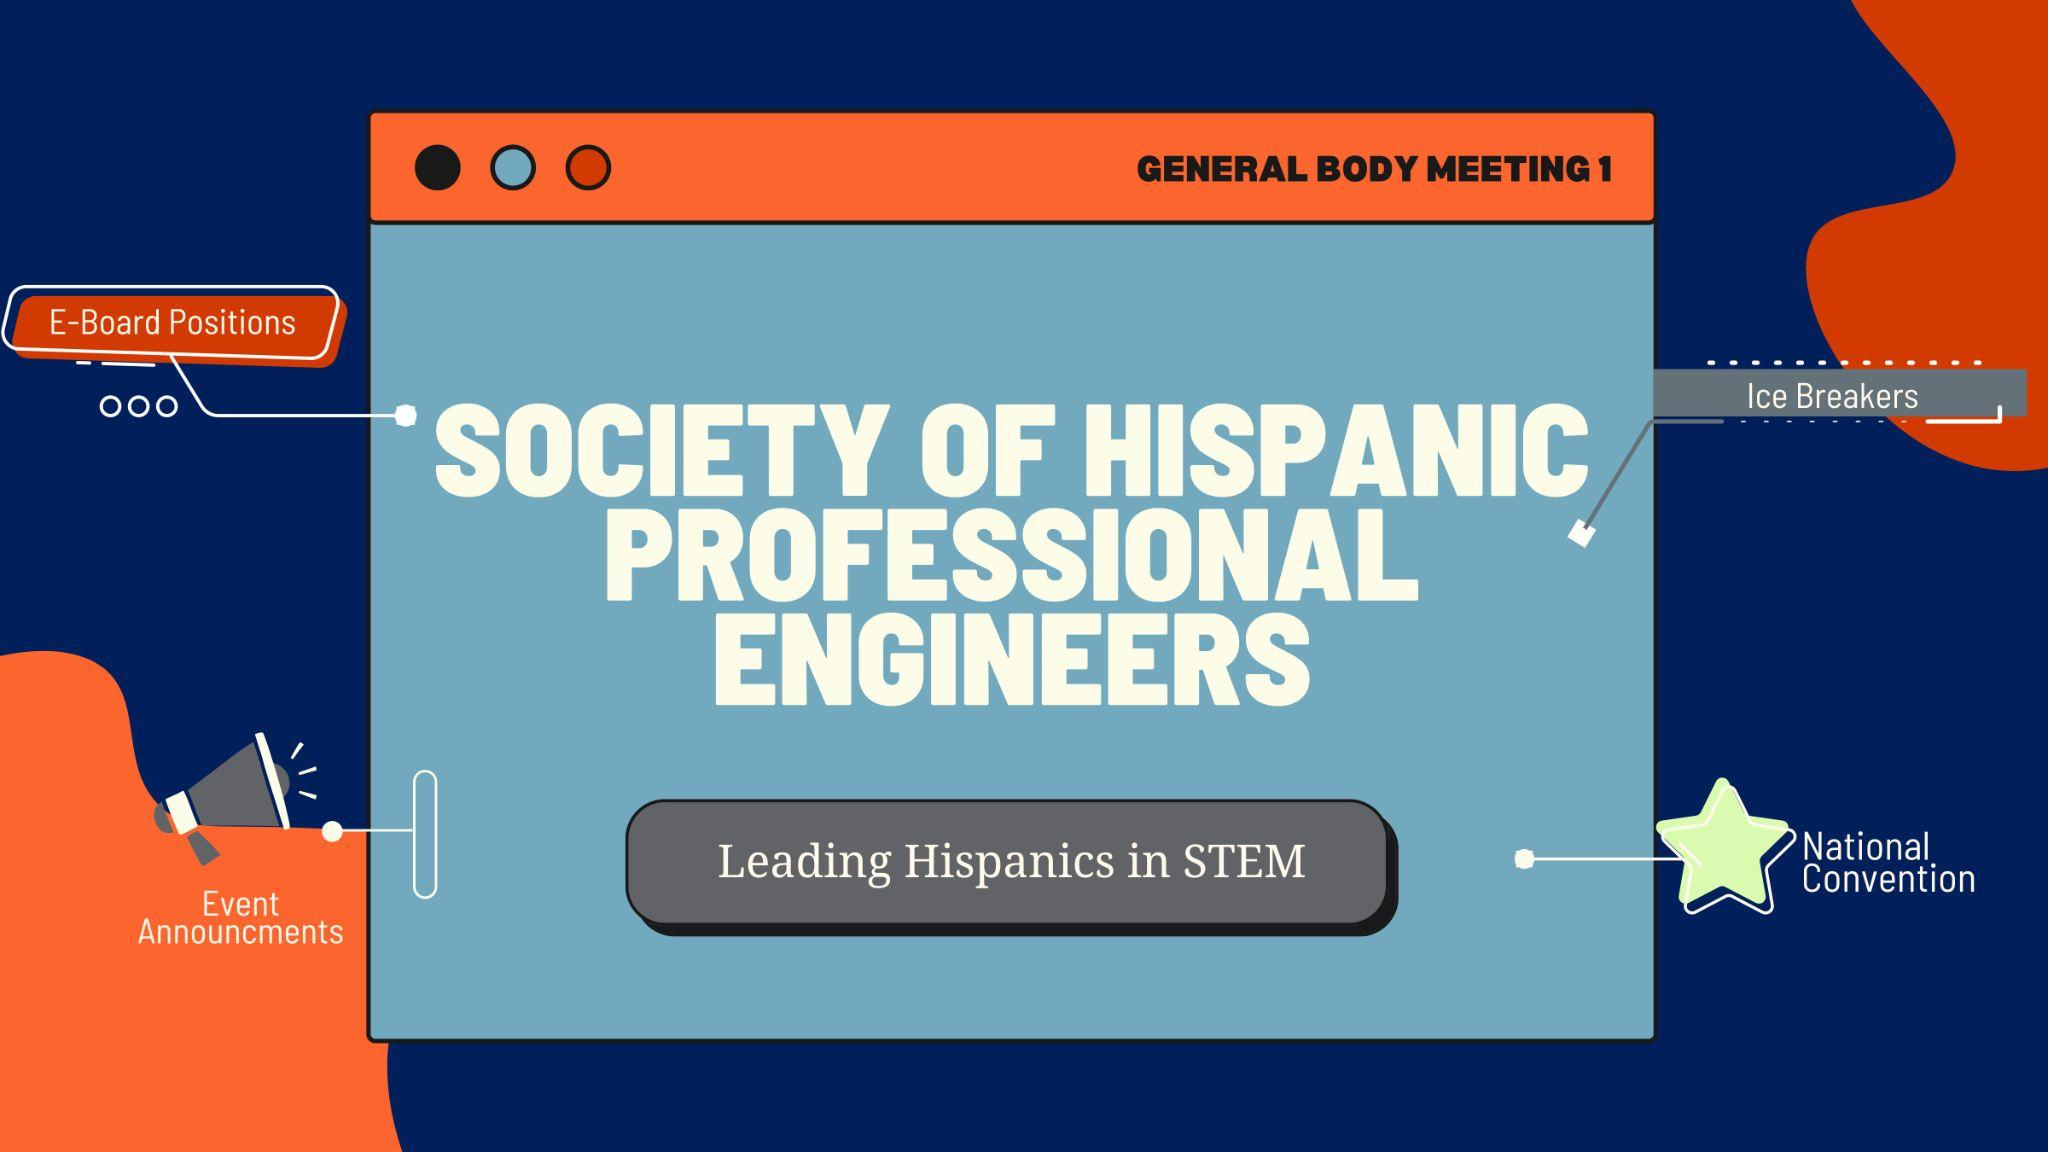 GENERAL BODY MEETING 1
E-Board Positions
Ice Breakers
SOCIETY OF HISPANIC
PROFESSIONAL
ENGINEERS
Leading Hispanics in STEM
Event
Announcments
National
Convention